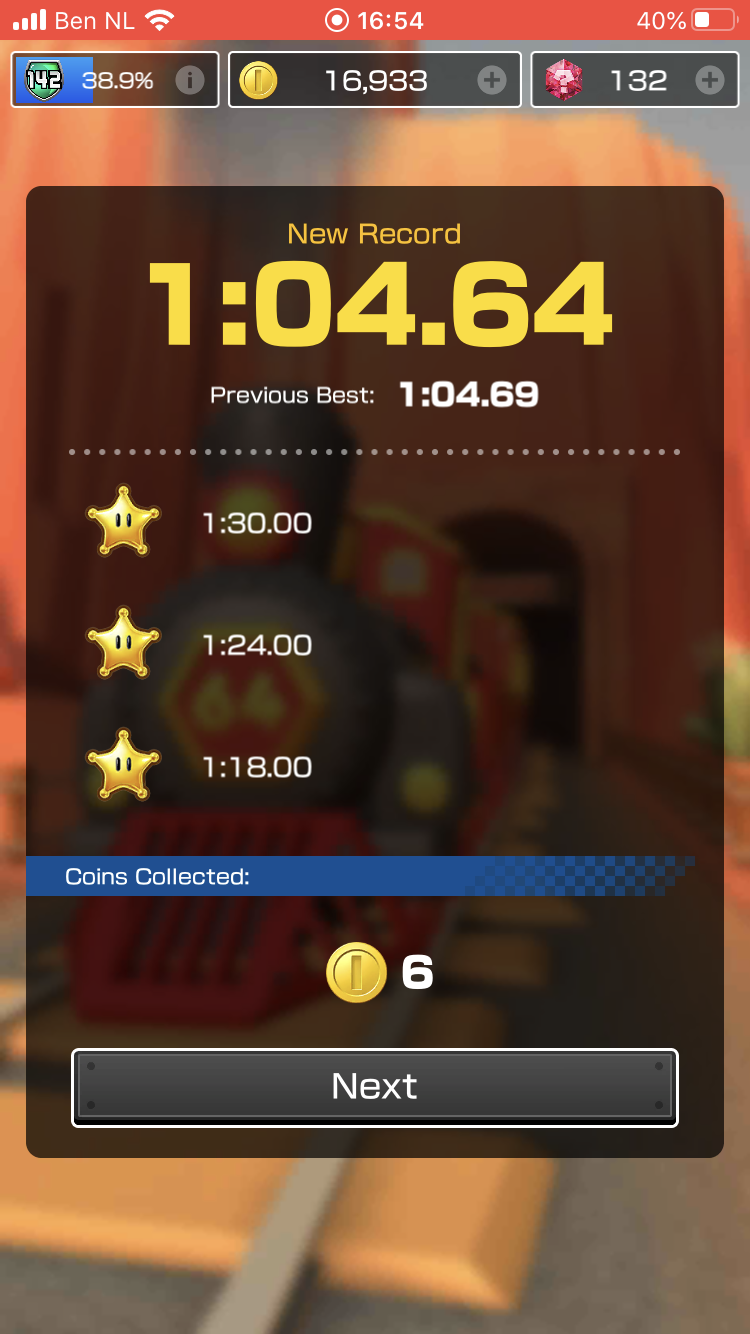 Ben NL 16:54 40%
142 38.9% i 16,933 + 132 +
New Record
1:04.64
Previous Best: 1:04.69
1:30.00
1:24.00
64
1:18.00
Coins Collected:
6
Next